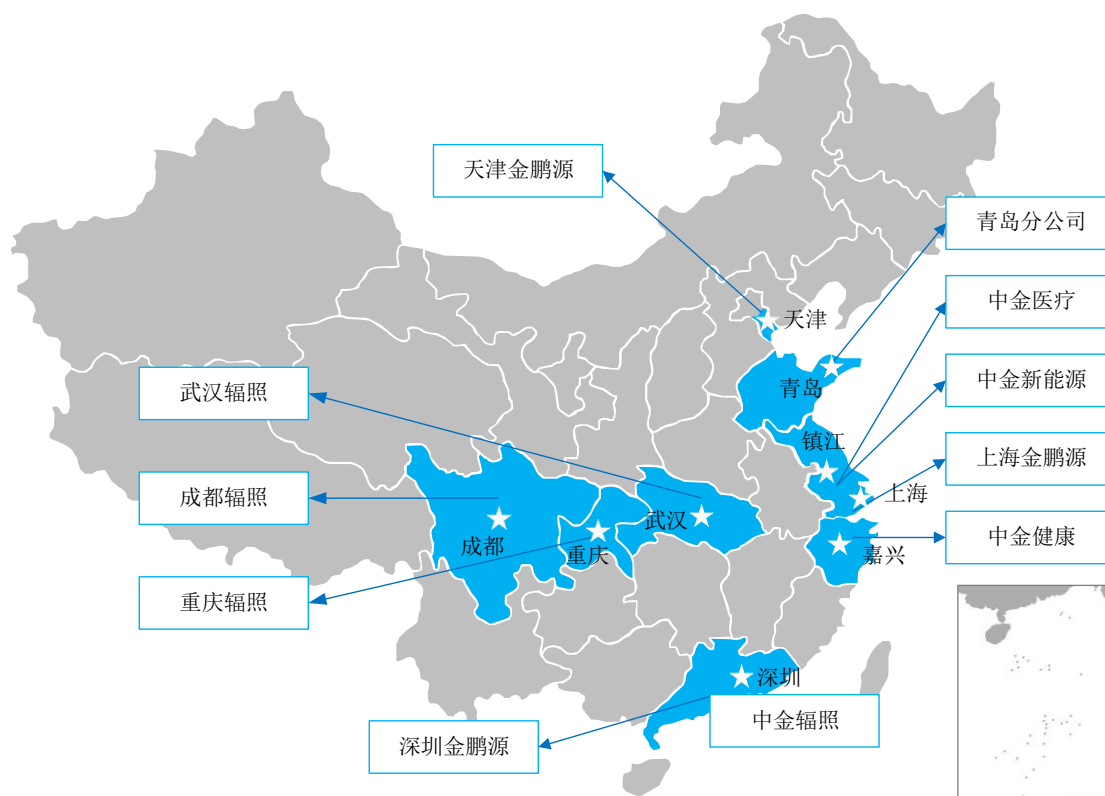 天津金鹏源
青岛分公司
中金医疗
天津
武汉辐照
青岛
中金新能源
镇江
上海金鹏源
成都辐照
上海
武汉
成都
重庆
嘉兴
中金健康
重庆辐照
深圳
中金辐照
深圳金鹏源